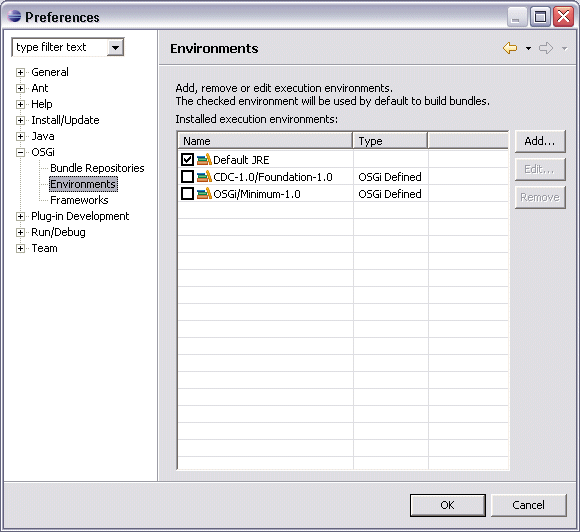 Preferences
type filter text
General
Ant
Help
Install/Update
Java
OSGi
Bundle Repositories
Environments
Frameworks
Plug-in Development
Run/Debug
Team
Environments
Add, remove or edit execution environments.
The checked environment will be used by default to build bundles.
Installed execution environments:
Name Type
Default JRE
CDC-1.0/Foundation-1.0 OSGi Defined
OSGi/Minimum-1.0 OSGi Defined
Add...
Edit...
Remove
OK Cancel